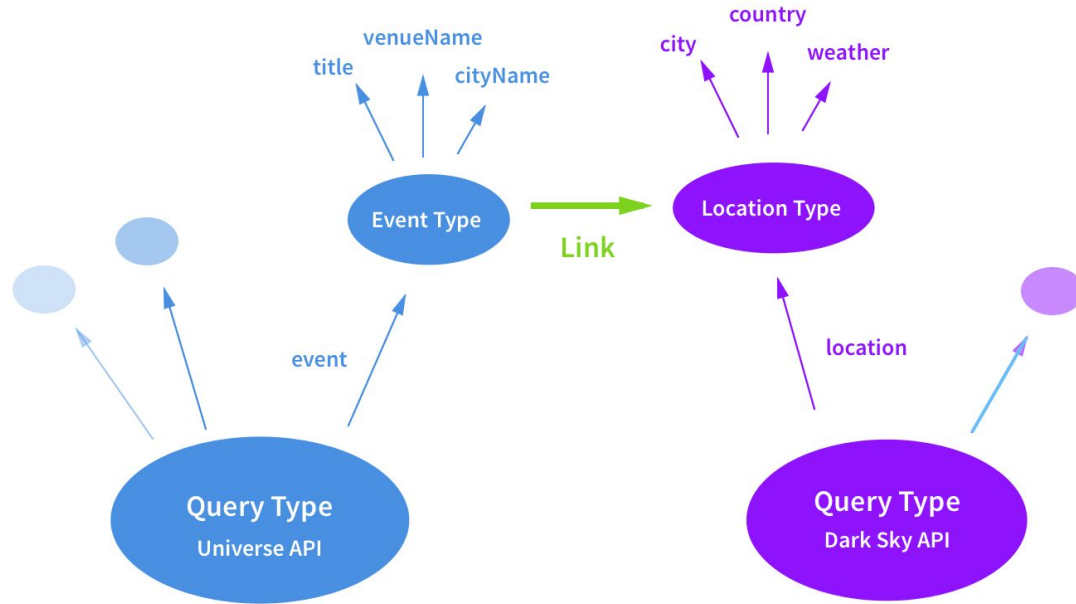 venueName
title
cityName
country
city
weather
Event Type
Link
Location Type
event
location
Query Type
Universe API
Query Type
Dark Sky API